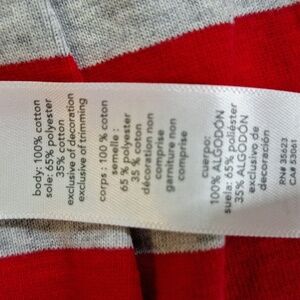 body: 100% cotton
sole: 65% polyester
35% cotton
exclusive of decoration
exclusive of trimming
corps : 100 % coton
semelle :
65 % polyester
35 % coton
décoration non
comprise
garniture non
comprise
cuerpo:
100% ALGODÓN
suela: 65% poliéster
35% ALGODÓN
exclusivo de
decoración
RN# 35523
CA# 53061